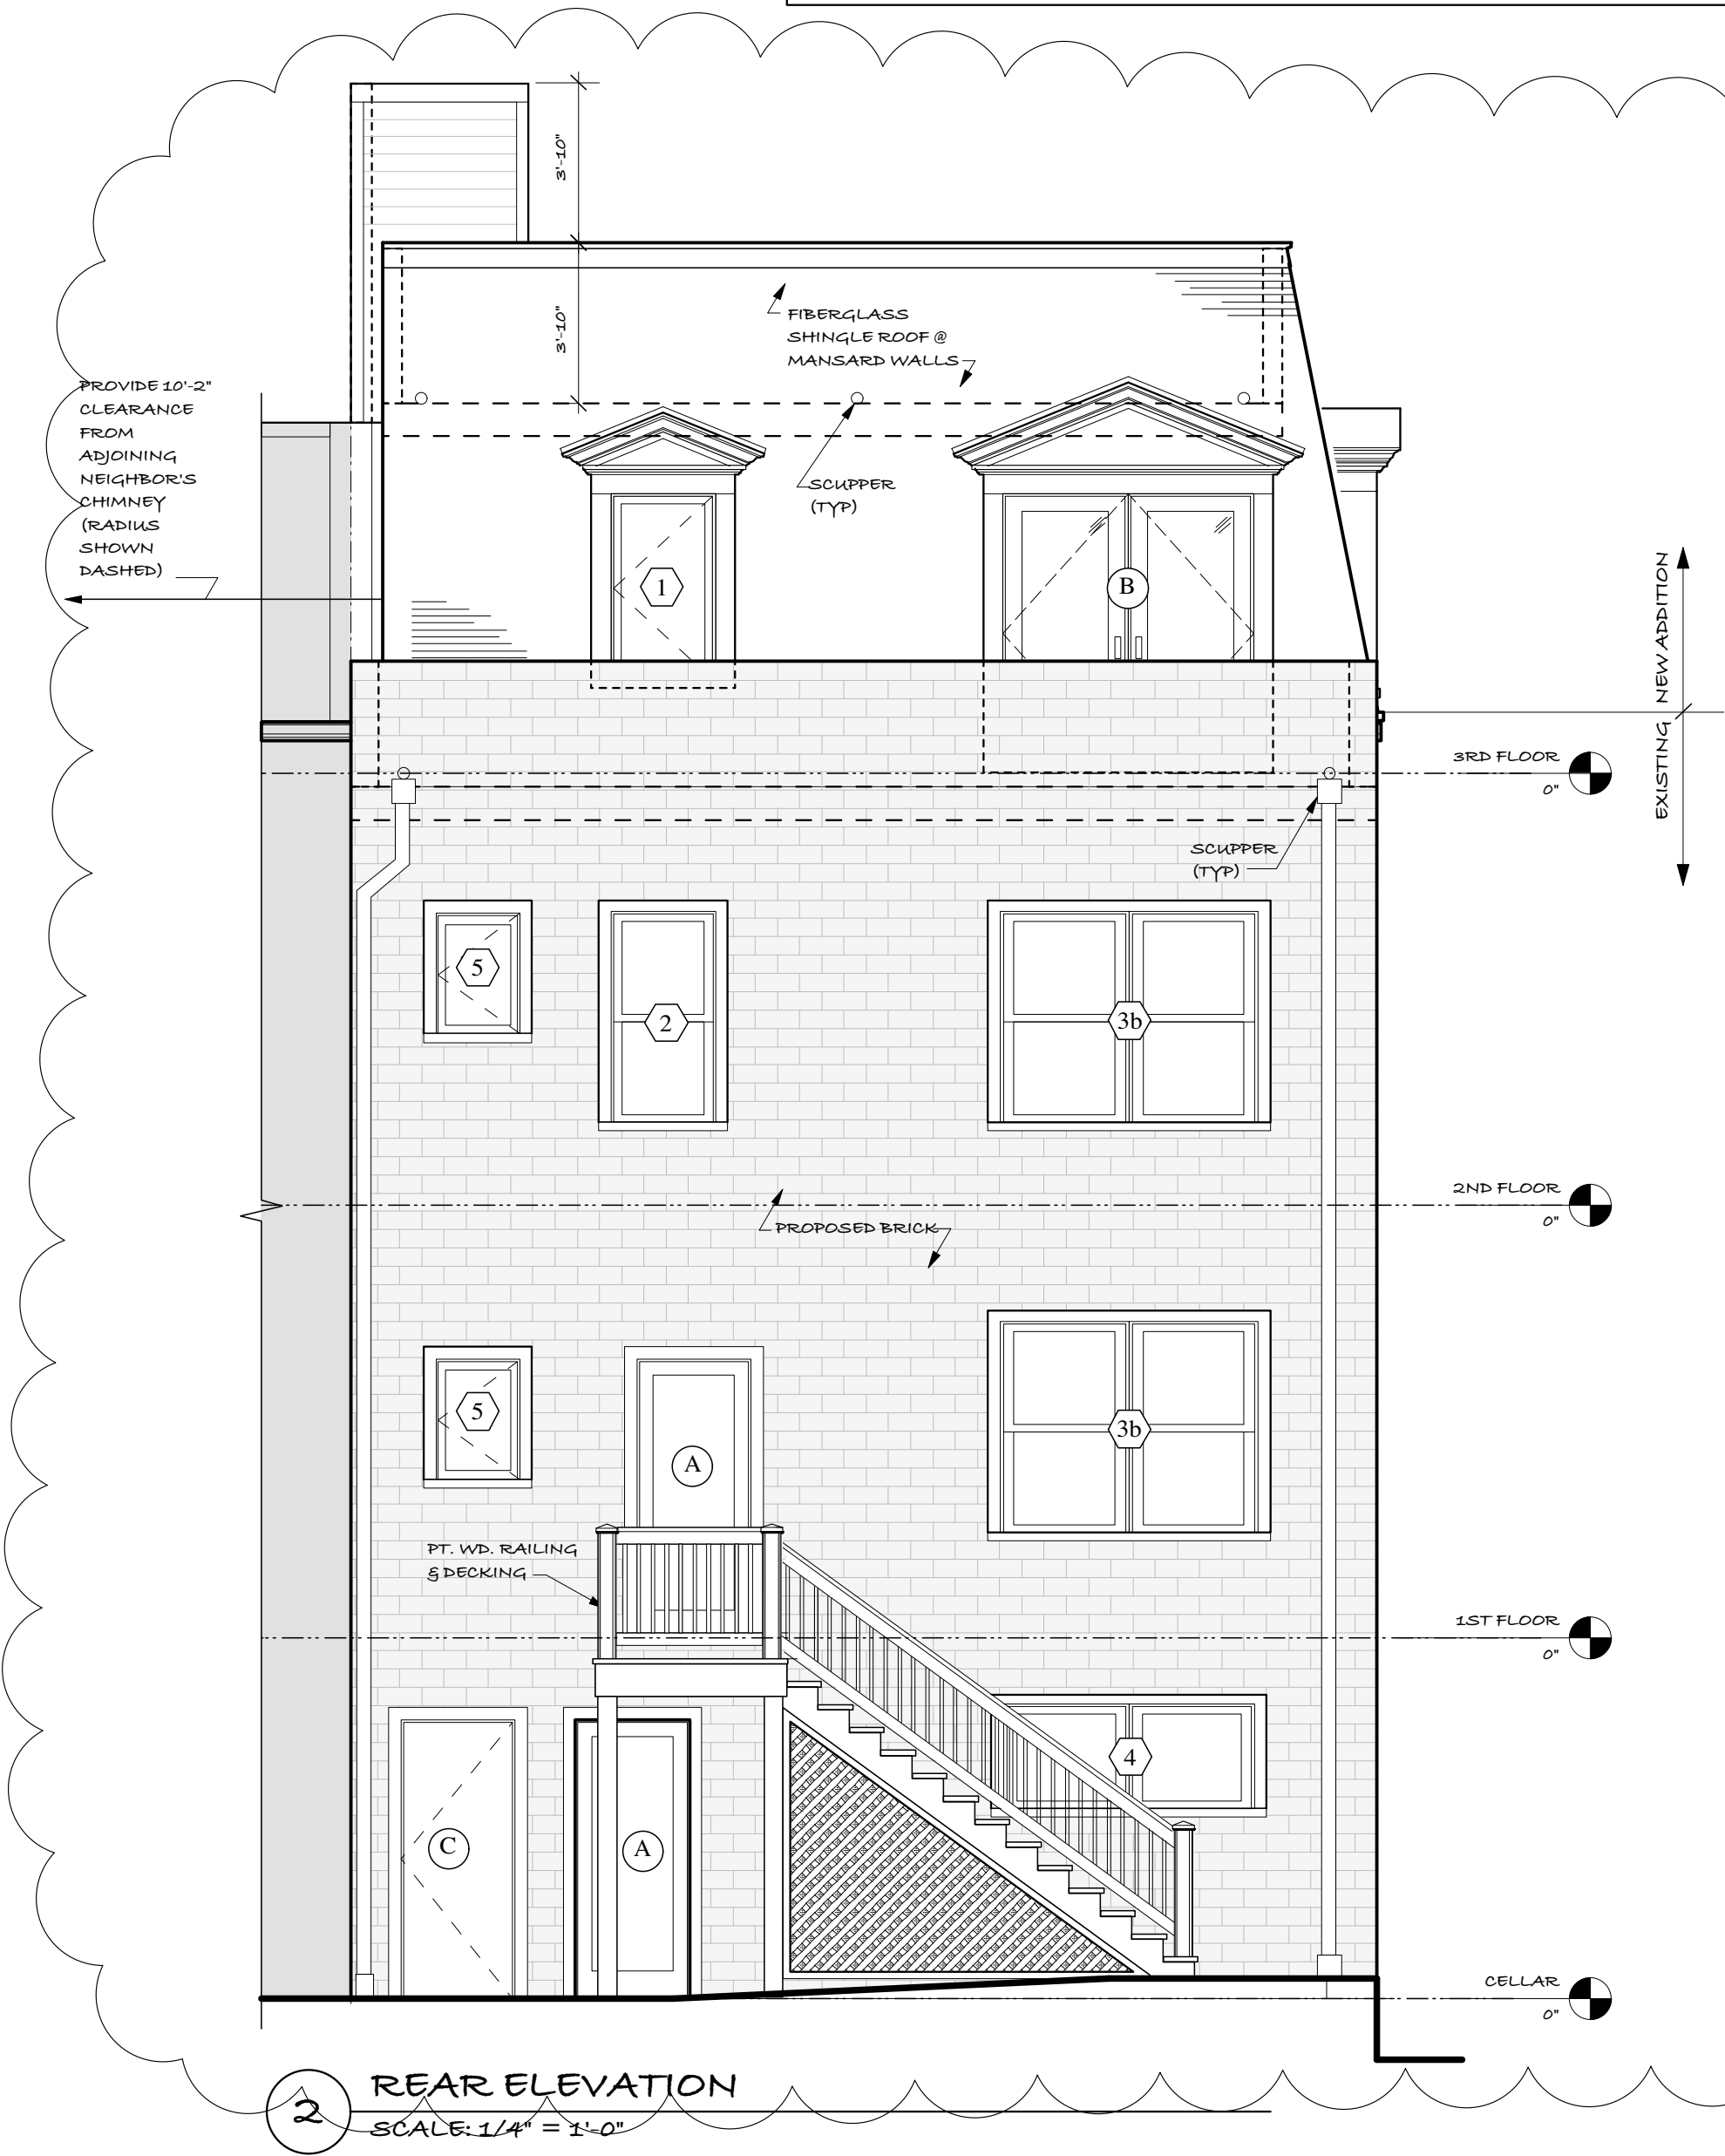 3'-10"
3'-10"
FIBERGLASS
SHINGLE ROOF @
MANSARD WALLS
PROVIDE 10'-2"
CLEARANCE
FROM
ADJOINING
NEIGHBOR'S
CHIMNEY
(RADIUS
SHOWN
DASHED)
SCUPPER
(TYP)
1
B
NEW ADDITION
EXISTING
3RD FLOOR
0"
SCUPPER
(TYP)
5
2
3b
2ND FLOOR
0"
PROPOSED BRICK
5
A
3b
PT. WD. RAILING
& DECKING
1ST FLOOR
0"
4
C
A
CELLAR
0"
2
REAR ELEVATION
SCALE: 1/4" = 1'-0"